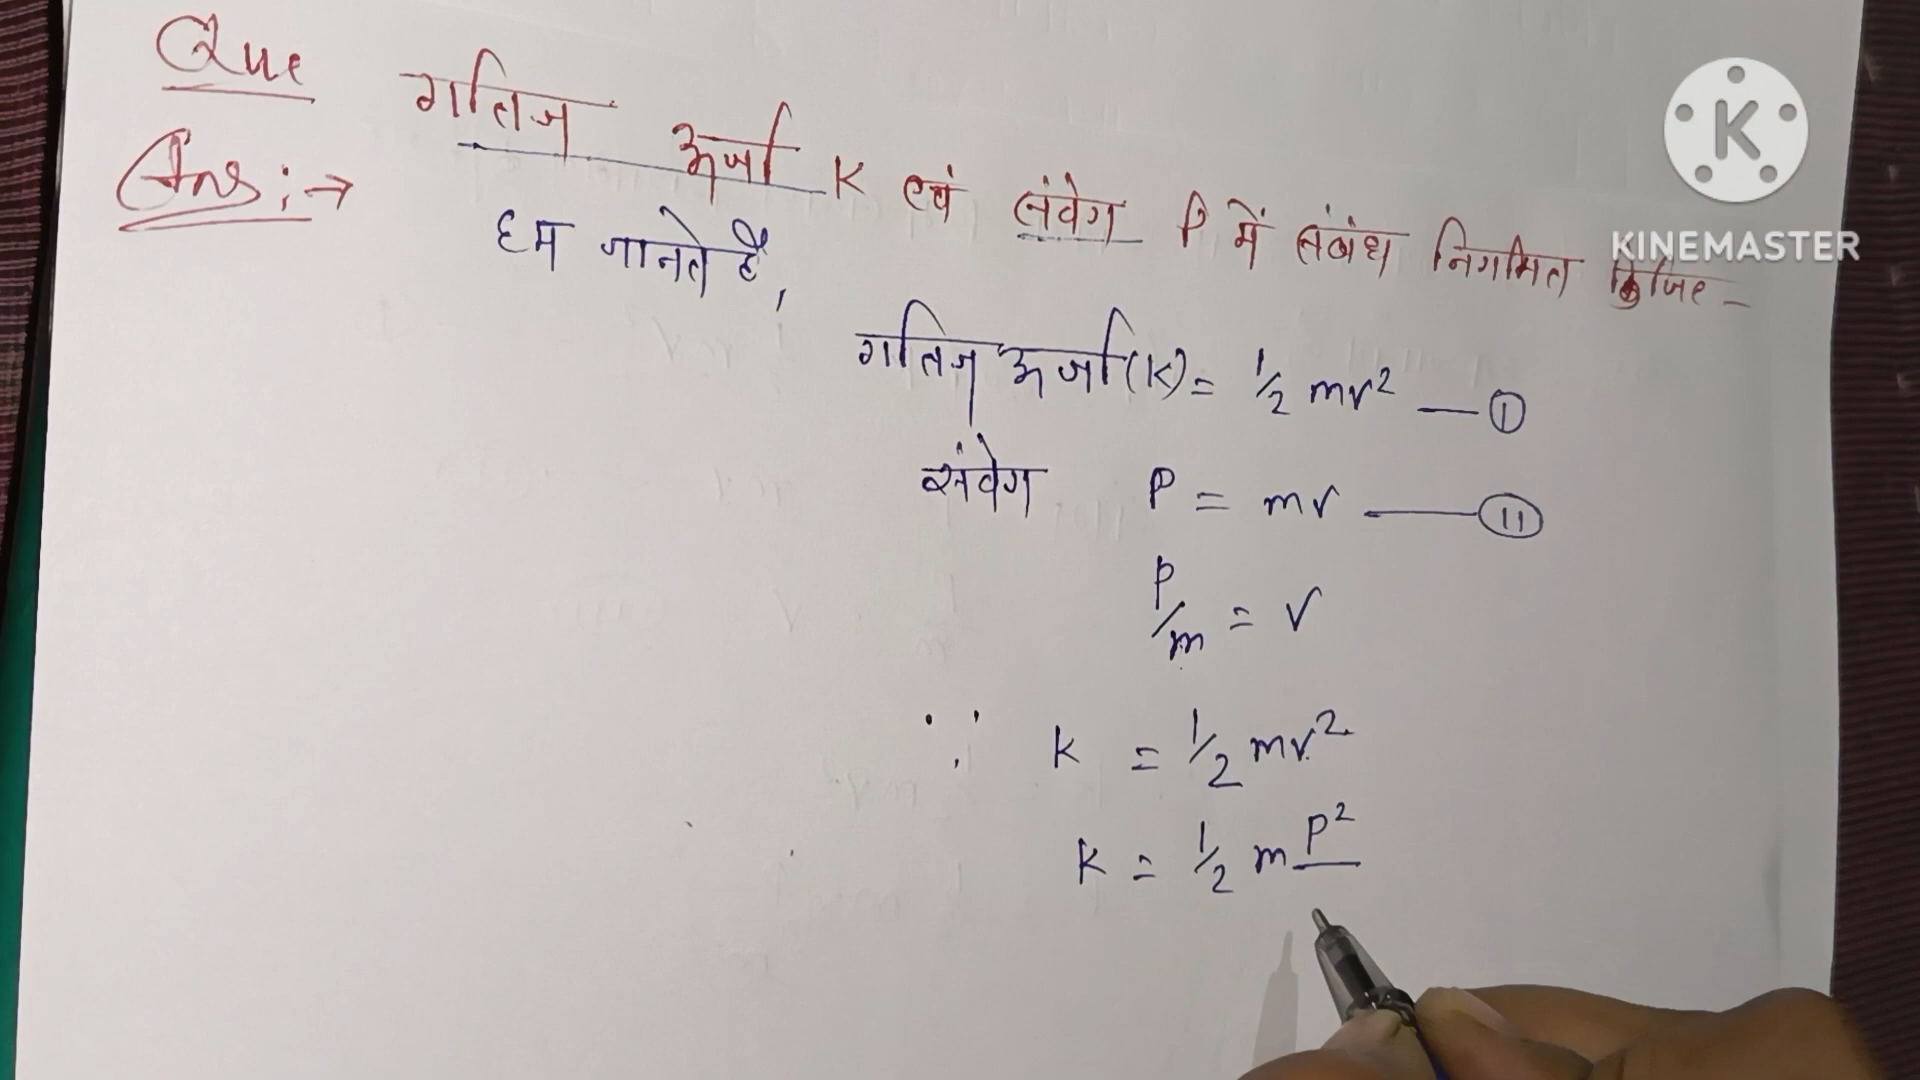 Que गतिज ऊर्जा K एवं संवेग P में संबंध निगमित किजिए -
Ans :→ हम जानते हैं,
गतिज ऊर्जा (K) = 1/2 mv² — ①
संवेग P = mv — ⑪
P/m = v
∵ K = 1/2 mv²
K = 1/2 m P²
K
KINEMASTER